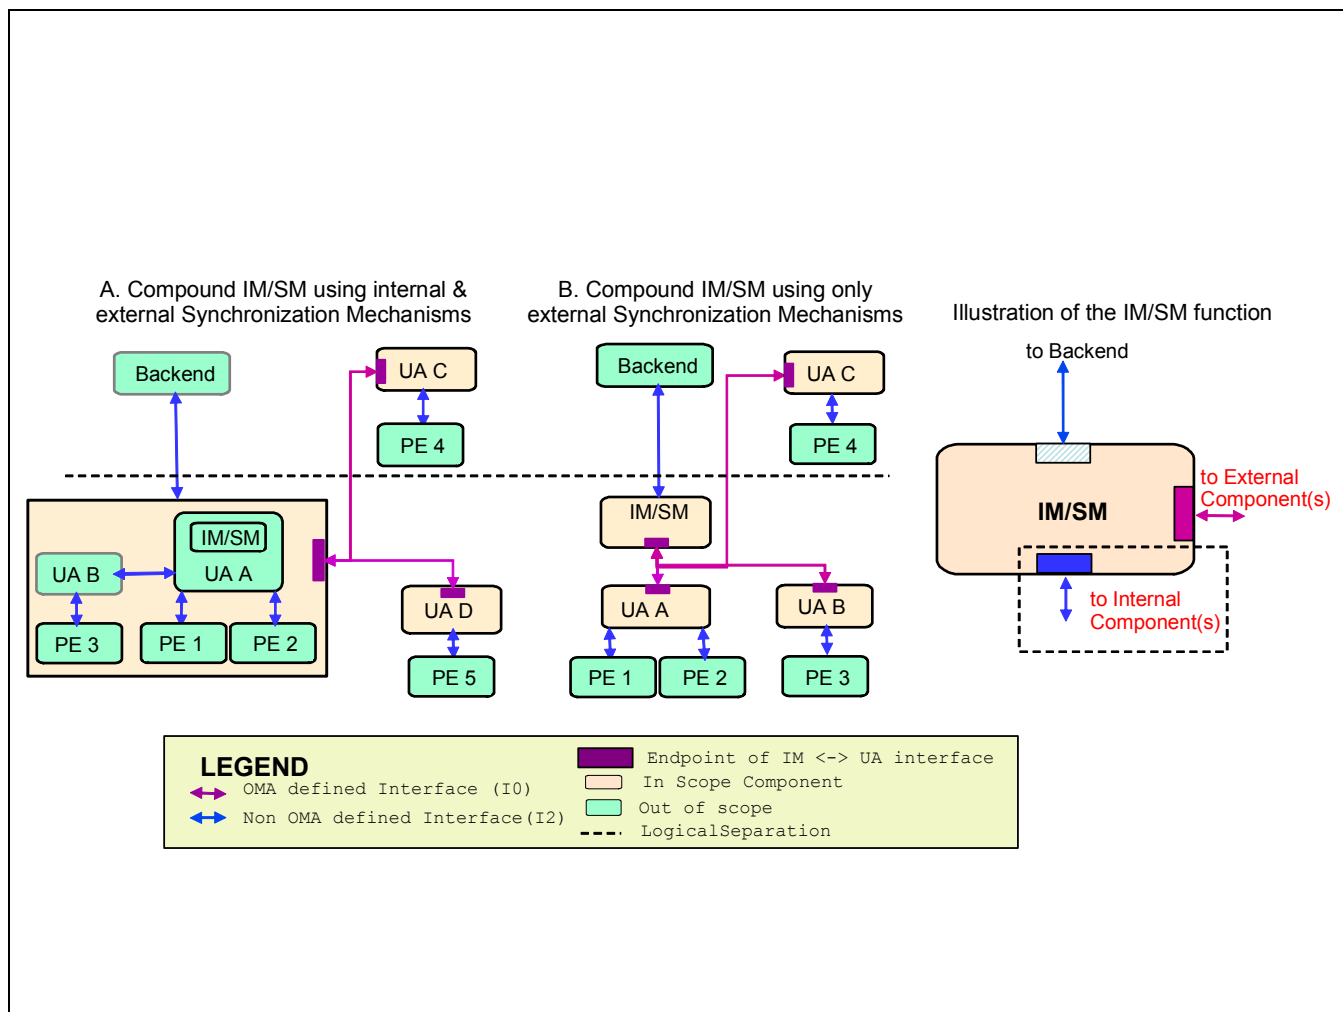 A. Compound IM/SM using internal &
external Synchronization Mechanisms
Backend
UA C
PE 4
IM/SM
UA A
UA B
PE 3
PE 1
PE 2
UA D
PE 5
B. Compound IM/SM using only
external Synchronization Mechanisms
Backend
UA C
PE 4
IM/SM
UA A
UA B
PE 1
PE 2
PE 3
Illustration of the IM/SM function
to Backend
IM/SM
to External
Component(s)
to Internal
Component(s)
LEGEND
OMA defined Interface (I0)
Non OMA defined Interface(I2)
Endpoint of IM <-> UA interface
In Scope Component
Out of scope
LogicalSeparation